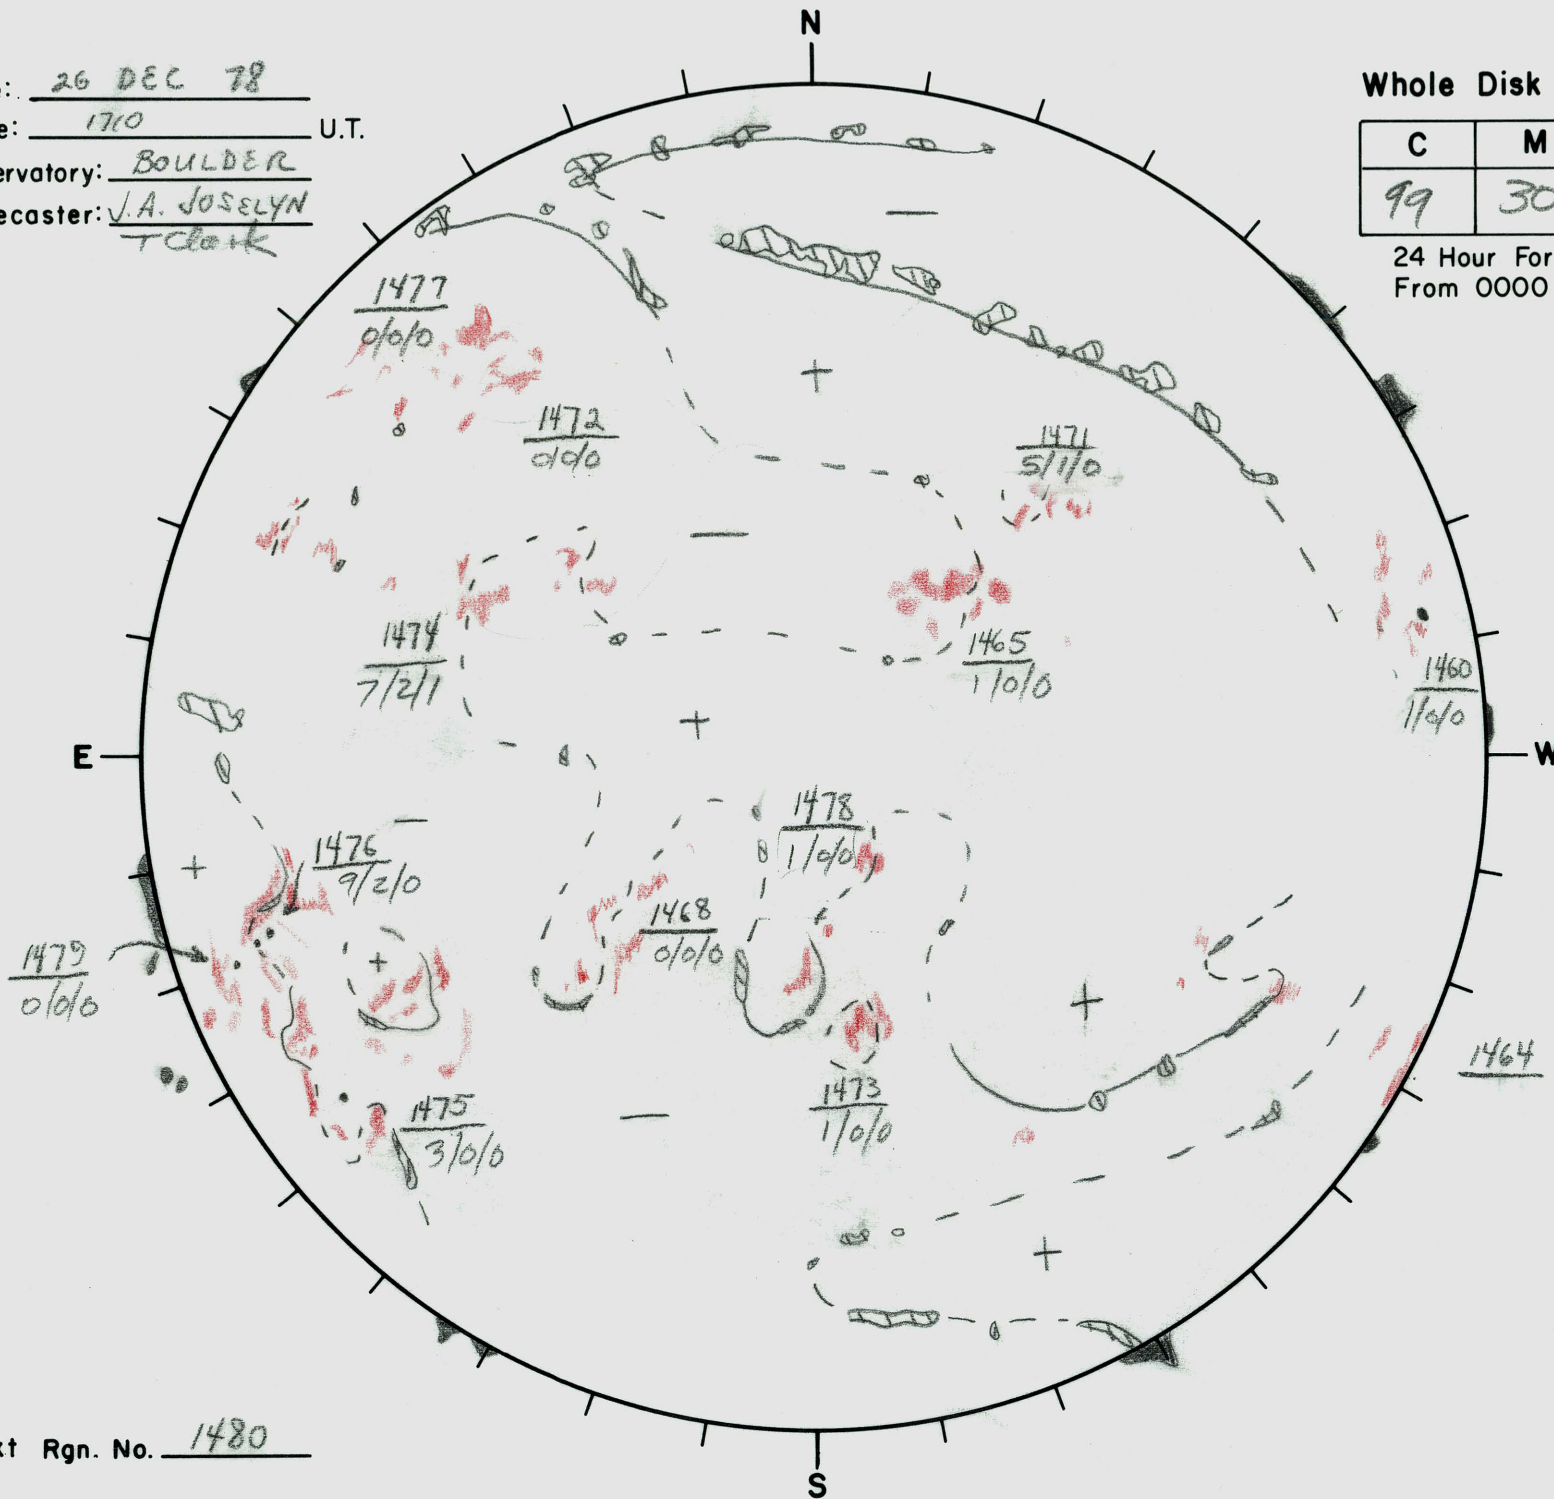 N
: 26 DEC 78
e: 1710 U.T.
ervatory: BOULDER
ecaster: J.A. JOSELYN
T Clark
Whole Disk
C M
99 30
24 Hour For
From 0000
1477
0/0/0
1472
0/0/0
1471
5/1/0
1474
7/2/1
1465
1/0/0
1460
1/0/0
E
W
1478
1/0/0
1476
9/2/0
1468
0/0/0
1479
0/0/0
1464
1473
1/0/0
1475
3/0/0
xt Rgn. No. 1480
S